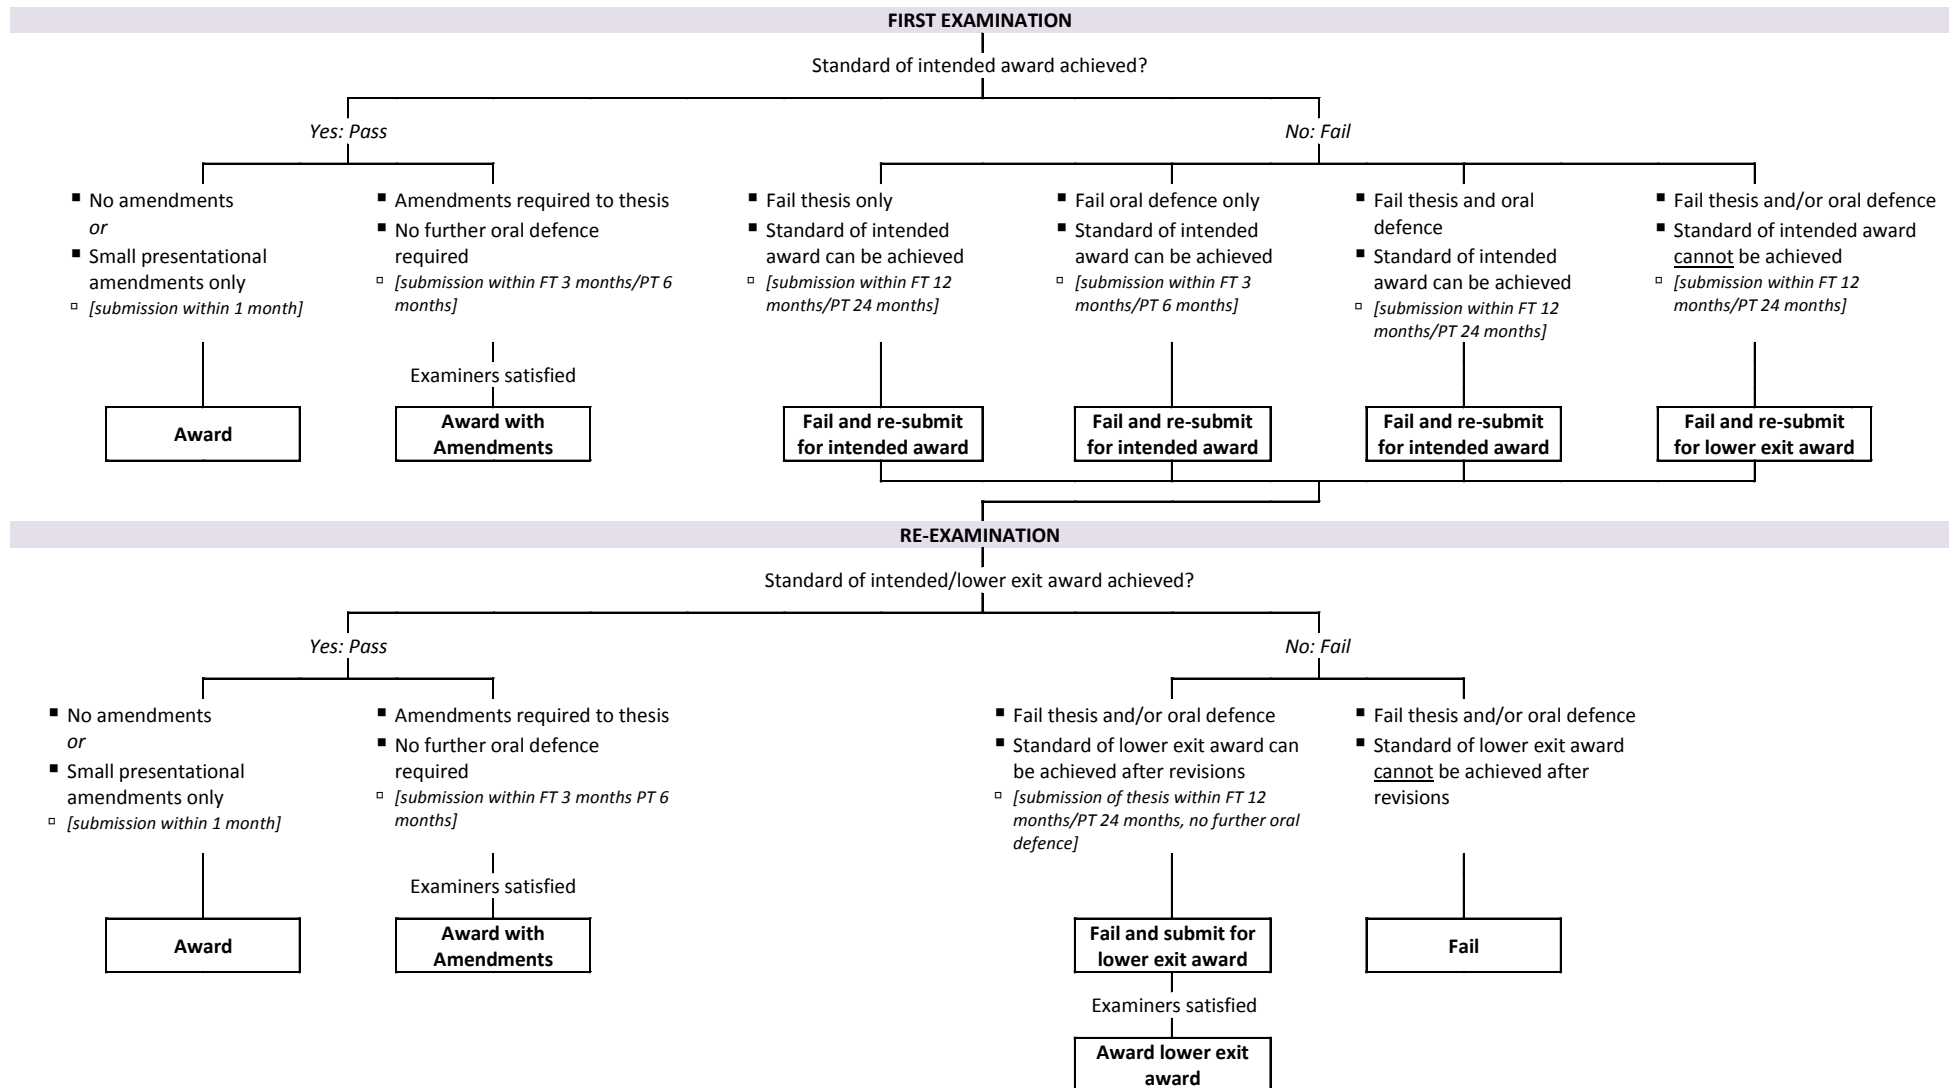 FIRST EXAMINATION
Standard of intended award achieved?
Yes: Pass
No: Fail
▪ No amendments
or
▪ Small presentational
amendments only
▫ [submission within 1 month]
▪ Amendments required to thesis
▪ No further oral defence
required
▫ [submission within FT 3 months/PT 6
months]
▪ Fail thesis only
▪ Standard of intended
award can be achieved
▫ [submission within FT 12
months/PT 24 months]
▪ Fail oral defence only
▪ Standard of intended
award can be achieved
▫ [submission within FT 3
months/PT 6 months]
▪ Fail thesis and oral
defence
▪ Standard of intended
award can be achieved
▫ [submission within FT 12
months/PT 24 months]
▪ Fail thesis and/or oral defence
▪ Standard of intended award
cannot be achieved
▫ [submission within FT 12
months/PT 24 months]
Examiners satisfied
Award
Award with
Amendments
Fail and re-submit
for intended award
Fail and re-submit
for intended award
Fail and re-submit
for intended award
Fail and re-submit
for lower exit award
RE-EXAMINATION
Standard of intended/lower exit award achieved?
Yes: Pass
No: Fail
▪ No amendments
or
▪ Small presentational
amendments only
▫ [submission within 1 month]
▪ Amendments required to thesis
▪ No further oral defence
required
▫ [submission within FT 3 months PT 6
months]
▪ Fail thesis and/or oral defence
▪ Standard of lower exit award can
be achieved after revisions
▫ [submission of thesis within FT 12
months/PT 24 months, no further oral
defence]
▪ Fail thesis and/or oral defence
▪ Standard of lower exit award
cannot be achieved after
revisions
Examiners satisfied
Award
Award with
Amendments
Fail and submit for
lower exit award
Fail
Examiners satisfied
Award lower exit
award